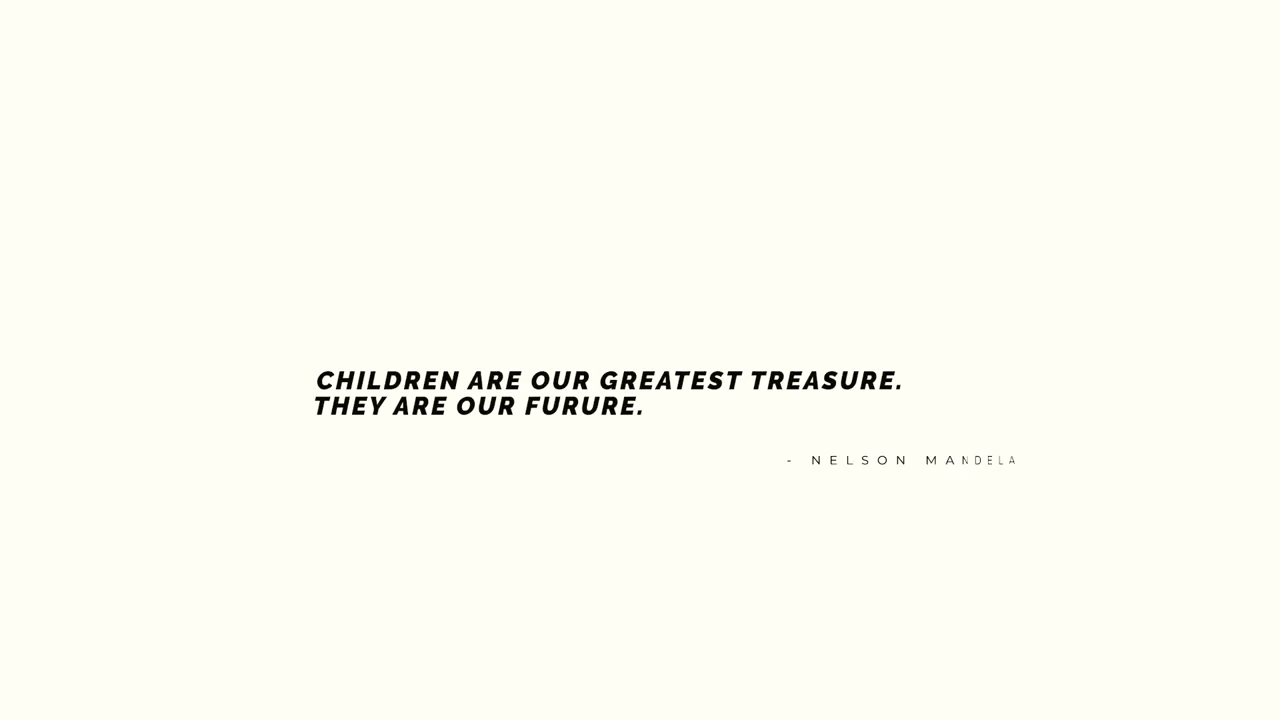 CHILDREN ARE OUR GREATEST TREASURE.
THEY ARE OUR FURURE.
- NELSON MANDELA